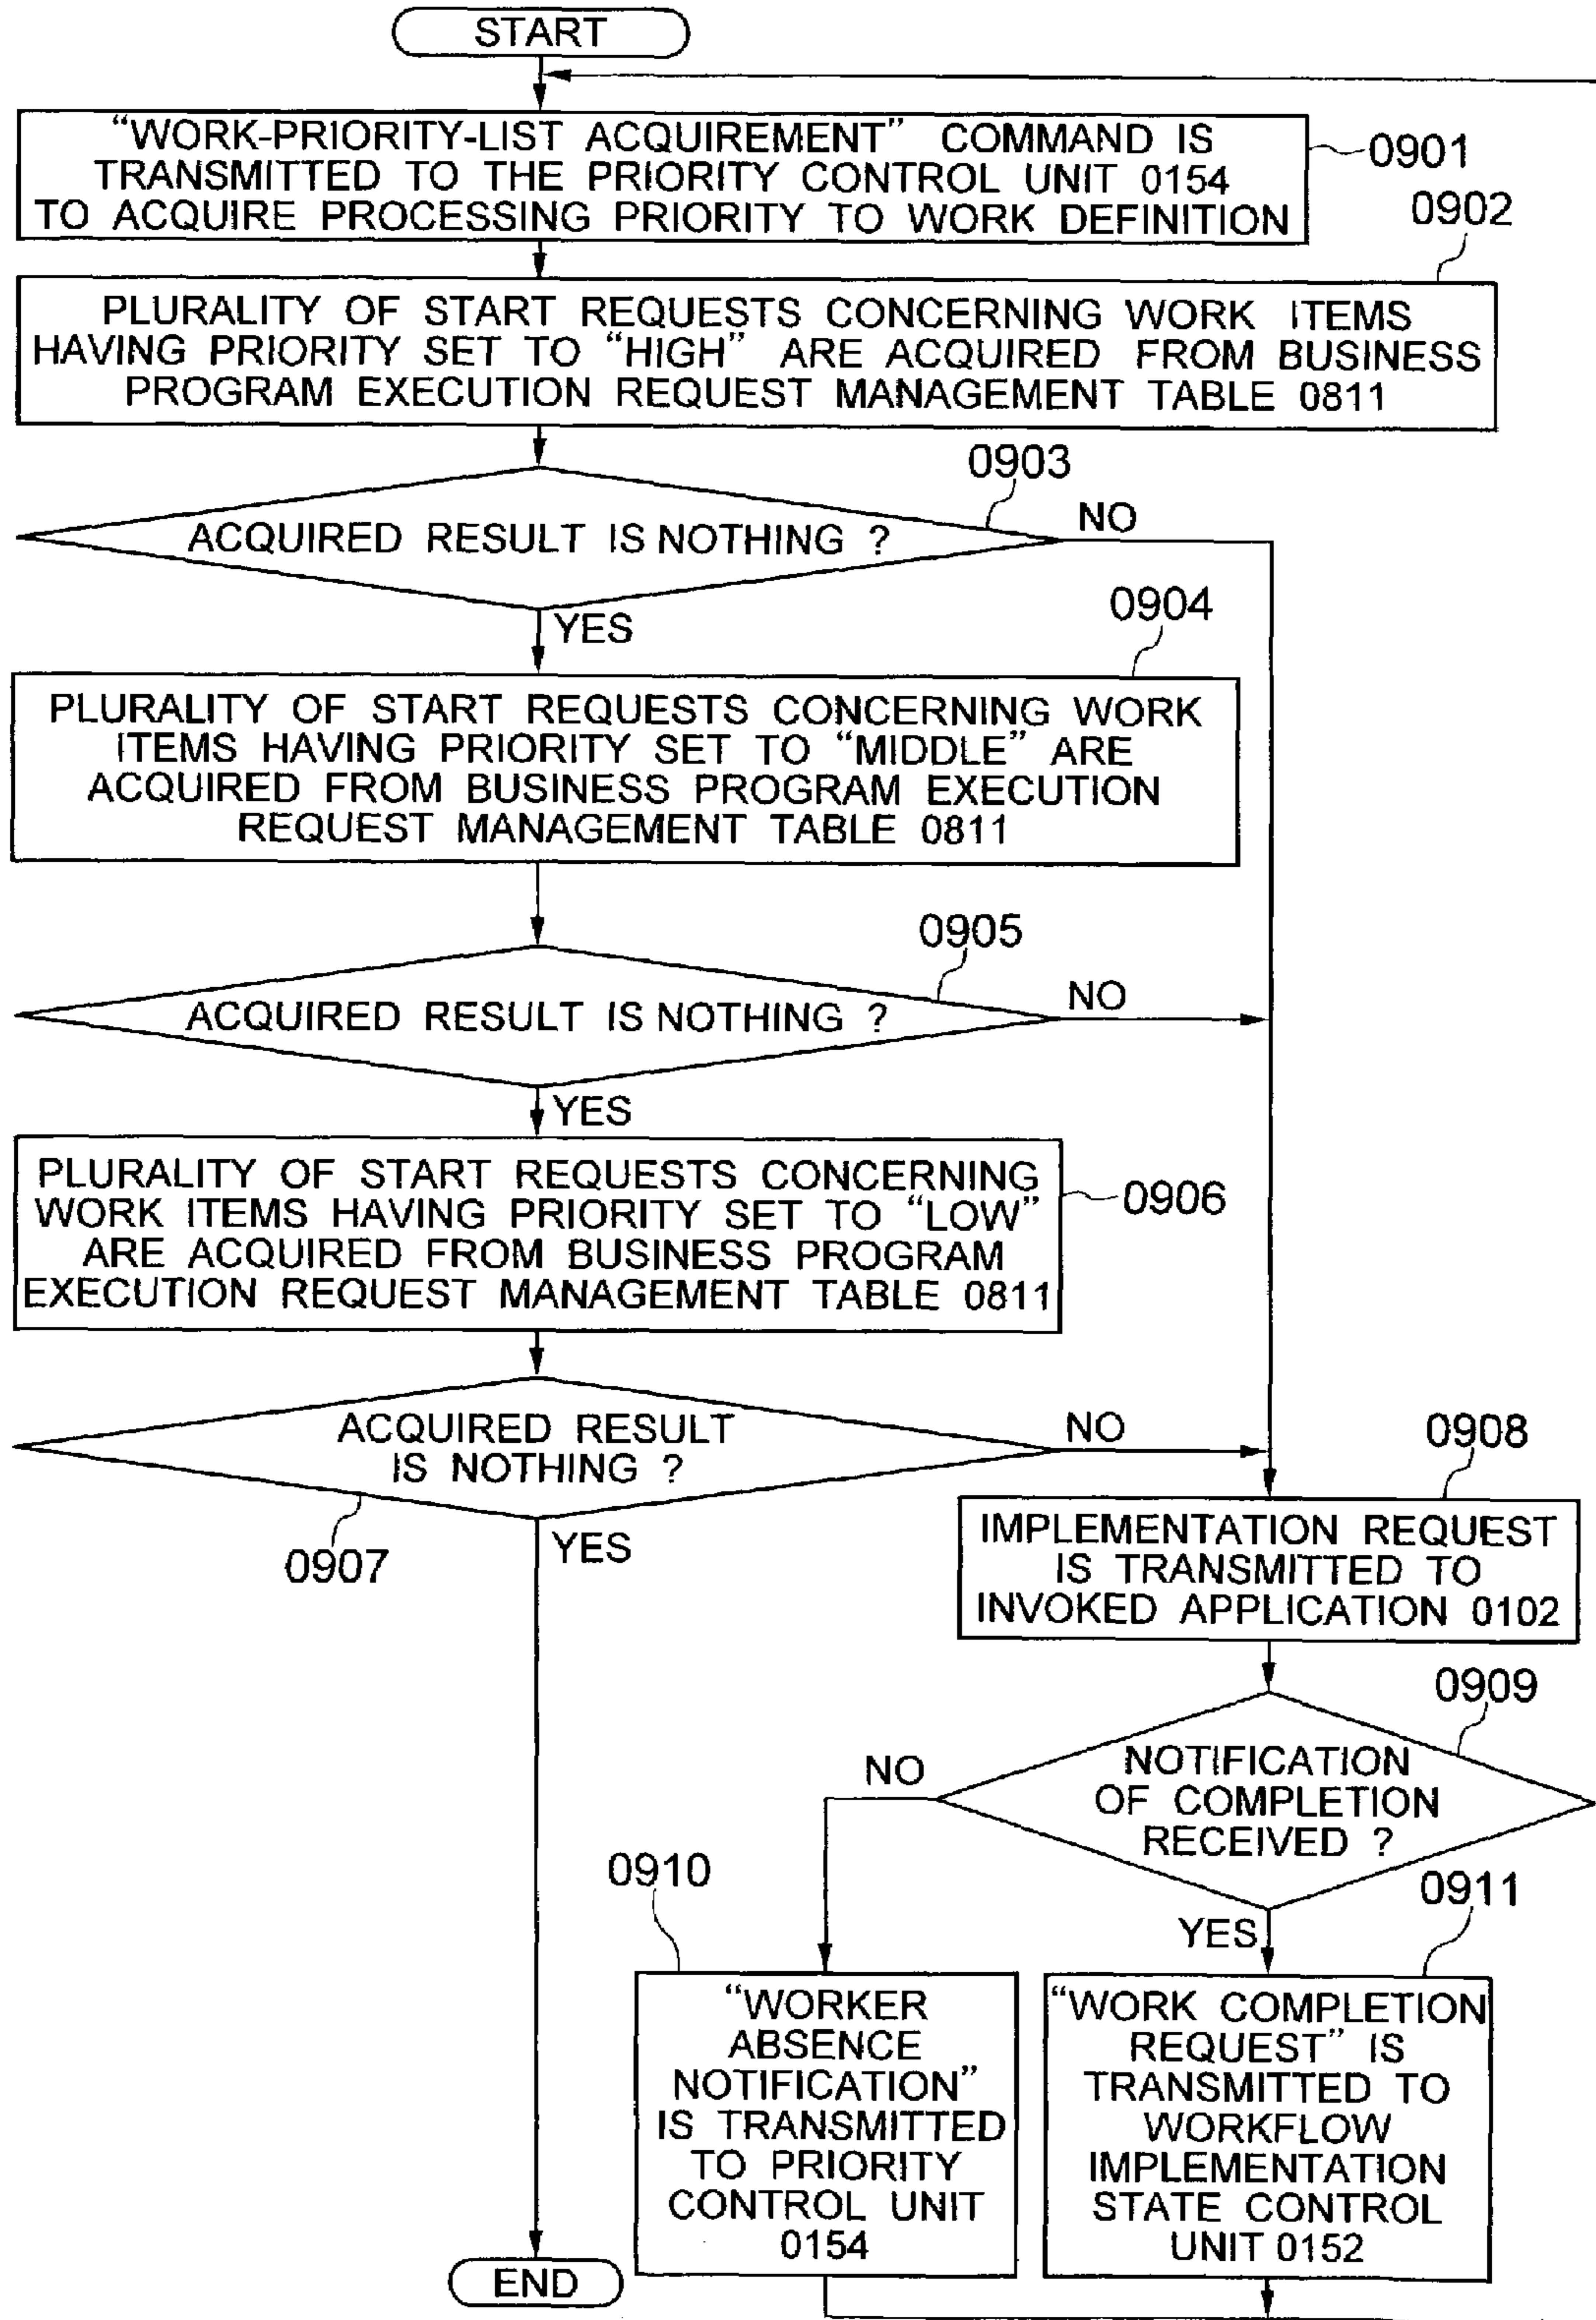 START
“WORK-PRIORITY-LIST ACQUIREMENT” COMMAND IS
TRANSMITTED TO THE PRIORITY CONTROL UNIT 0154
TO ACQUIRE PROCESSING PRIORITY TO WORK DEFINITION
0901
0902
PLURALITY OF START REQUESTS CONCERNING WORK ITEMS
HAVING PRIORITY SET TO “HIGH” ARE ACQUIRED FROM BUSINESS
PROGRAM EXECUTION REQUEST MANAGEMENT TABLE 0811
0903
ACQUIRED RESULT IS NOTHING ?
NO
YES
0904
PLURALITY OF START REQUESTS CONCERNING WORK
ITEMS HAVING PRIORITY SET TO “MIDDLE” ARE
ACQUIRED FROM BUSINESS PROGRAM EXECUTION
REQUEST MANAGEMENT TABLE 0811
0905
ACQUIRED RESULT IS NOTHING ?
NO
YES
PLURALITY OF START REQUESTS CONCERNING
WORK ITEMS HAVING PRIORITY SET TO “LOW”
ARE ACQUIRED FROM BUSINESS PROGRAM
EXECUTION REQUEST MANAGEMENT TABLE 0811
0906
ACQUIRED RESULT
IS NOTHING ?
NO
0907
YES
0908
IMPLEMENTATION REQUEST
IS TRANSMITTED TO
INVOKED APPLICATION 0102
0909
NOTIFICATION
OF COMPLETION
RECEIVED ?
NO
YES
0910
“WORKER
ABSENCE
NOTIFICATION”
IS TRANSMITTED
TO PRIORITY
CONTROL UNIT
0154
0911
“WORK COMPLETION
REQUEST” IS
TRANSMITTED TO
WORKFLOW
IMPLEMENTATION
STATE CONTROL
UNIT 0152
END